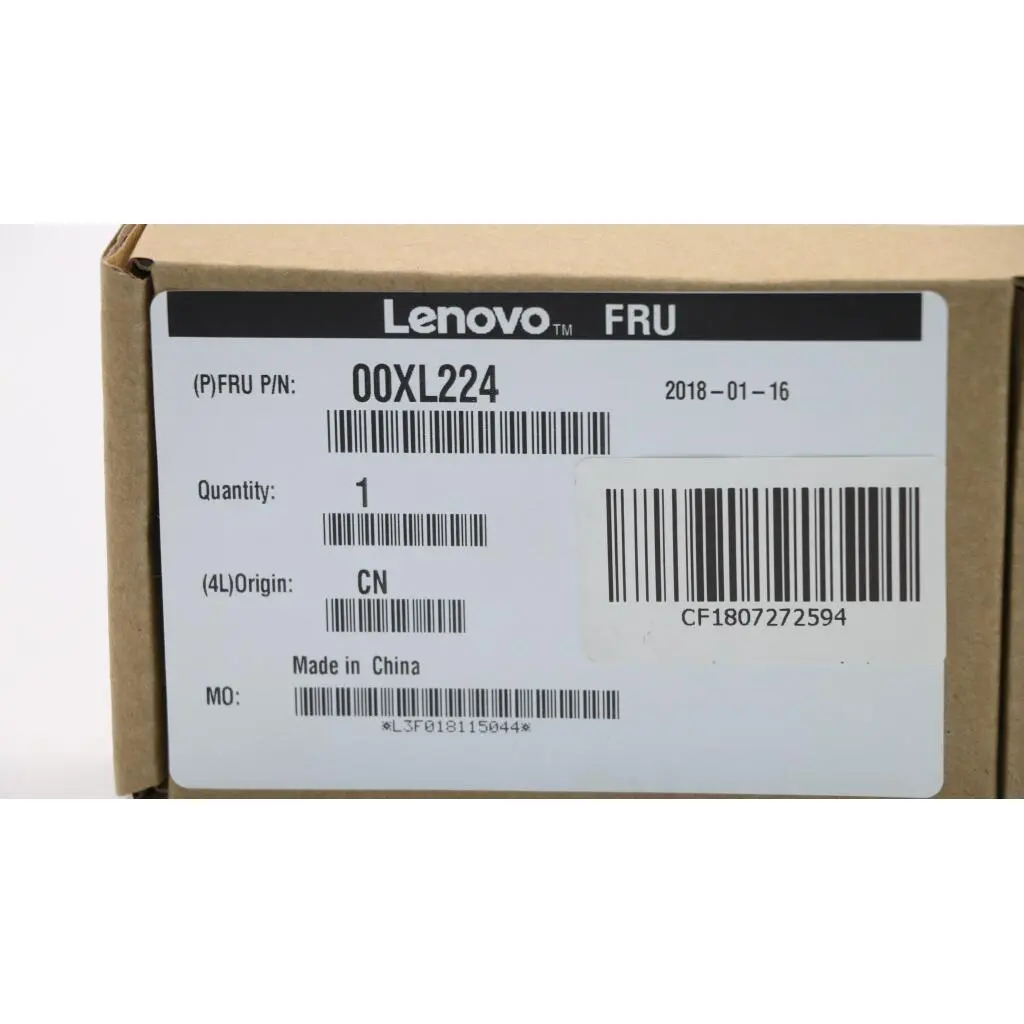 Lenovo™ FRU
(P)FRU P/N: 00XL224 2018-01-16
Quantity: 1
(4L)Origin: CN
CF1807272594
Made in China
MO:
*L3F018115044*